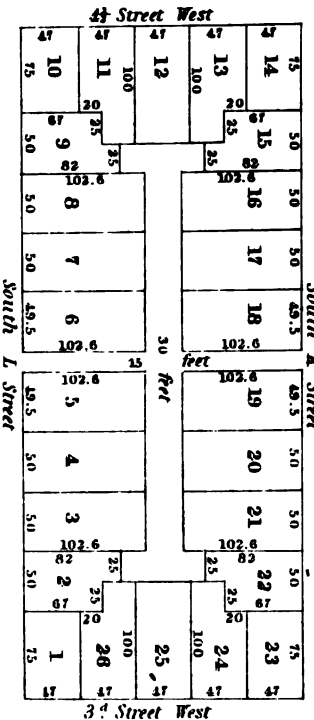 4½ Street West
47 47 47 47 47
75 10 11 100 12 100 13 14 75
20 20
67 25 25 15
50 9 25 25 50
82 82
102.6 102.6
50 8 16 50
50 7 17 50
49.5 6 18 49.5
102.6 30 102.6
South L Street
15 feet
feet
South Street
102.6 102.6
49.5 5 19 49.5
50 4 20 50
50 3 21 50
102.6 102.6
82 25 25 82
50 2 25 25 22 50
67 67
20 20
75 1 26 100 25 100 24 23 75
47 47 47 47 47
3d Street West